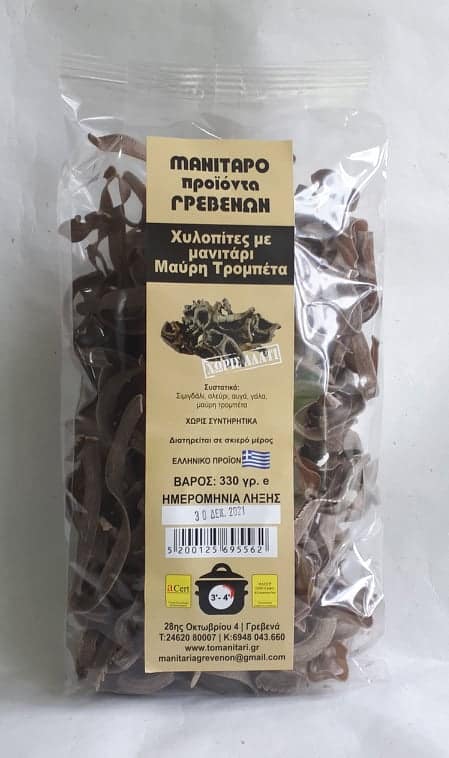 ΜΑΝΙΤΑΡΟ
προϊόντα
ΓΡΕΒΕΝΩΝ
Χυλοπίτες με
μανιτάρι
Μαύρη Τρομπέτα
ΧΩΡΙΣ ΑΛΑΤΙ
Συστατικά:
Σιμιγδάλι, αλεύρι, αυγά, γάλα,
μαύρη τρομπέτα
ΧΩΡΙΣ ΣΥΝΤΗΡΗΤΙΚΑ
Διατηρείται σε σκιερό μέρος
ΕΛΛΗΝΙΚΟ ΠΡΟΪΟΝ
ΒΑΡΟΣ: 330 γρ. e
ΗΜΕΡΟΜΗΝΙΑ ΛΗΞΗΣ
30 ΔΕΚ. 2021
5 200125 695562
aCert
3'- 4'
28ης Οκτωβρίου 4 | Γρεβενά
Τ:24620 80007 | Κ:6948 043.660
www.tomanitari.gr
manitariagrevenon@gmail.com